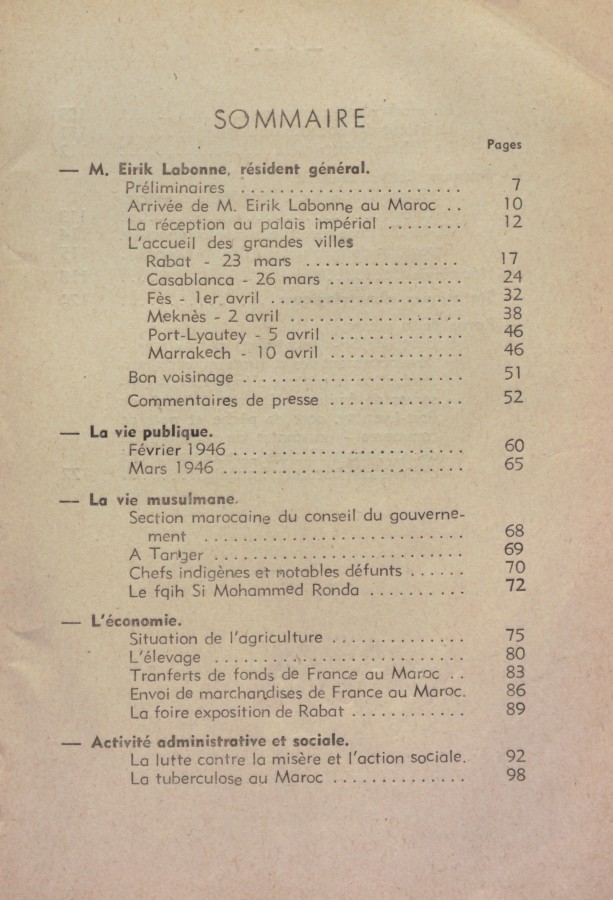 SOMMAIRE
Pages
— M. Eirik Labonne, résident général.
Préliminaires ....................... 7
Arrivée de M. Eirik Labonne au Maroc .. 10
La réception au palais impérial ........ 12
L'accueil des grandes villes
Rabat - 23 mars ................ 17
Casablanca - 26 mars .............. 24
Fès - 1er avril .................... 32
Meknès - 2 avril .................. 38
Port-Lyautey - 5 avril .............. 46
Marrakech - 10 avril .............. 46
Bon voisinage ....................... 51
Commentaires de presse .............. 52
— La vie publique.
Février 1946 ........................ 60
Mars 1946 ......................... 65
— La vie musulmane.
Section marocaine du conseil du gouverne-
ment .......................... 68
A Tanger .......................... 69
Chefs indigènes et notables défunts ...... 70
Le fqih Si Mohammed Ronda .......... 72
— L'économie.
Situation de l'agriculture .............. 75
L'élevage .......................... 80
Tranferts de fonds de France au Maroc .. 83
Envoi de marchandises de France au Maroc. 86
La foire exposition de Rabat ............ 89
— Activité administrative et sociale.
La lutte contre la misère et l'action sociale. 92
La tuberculose au Maroc .............. 98